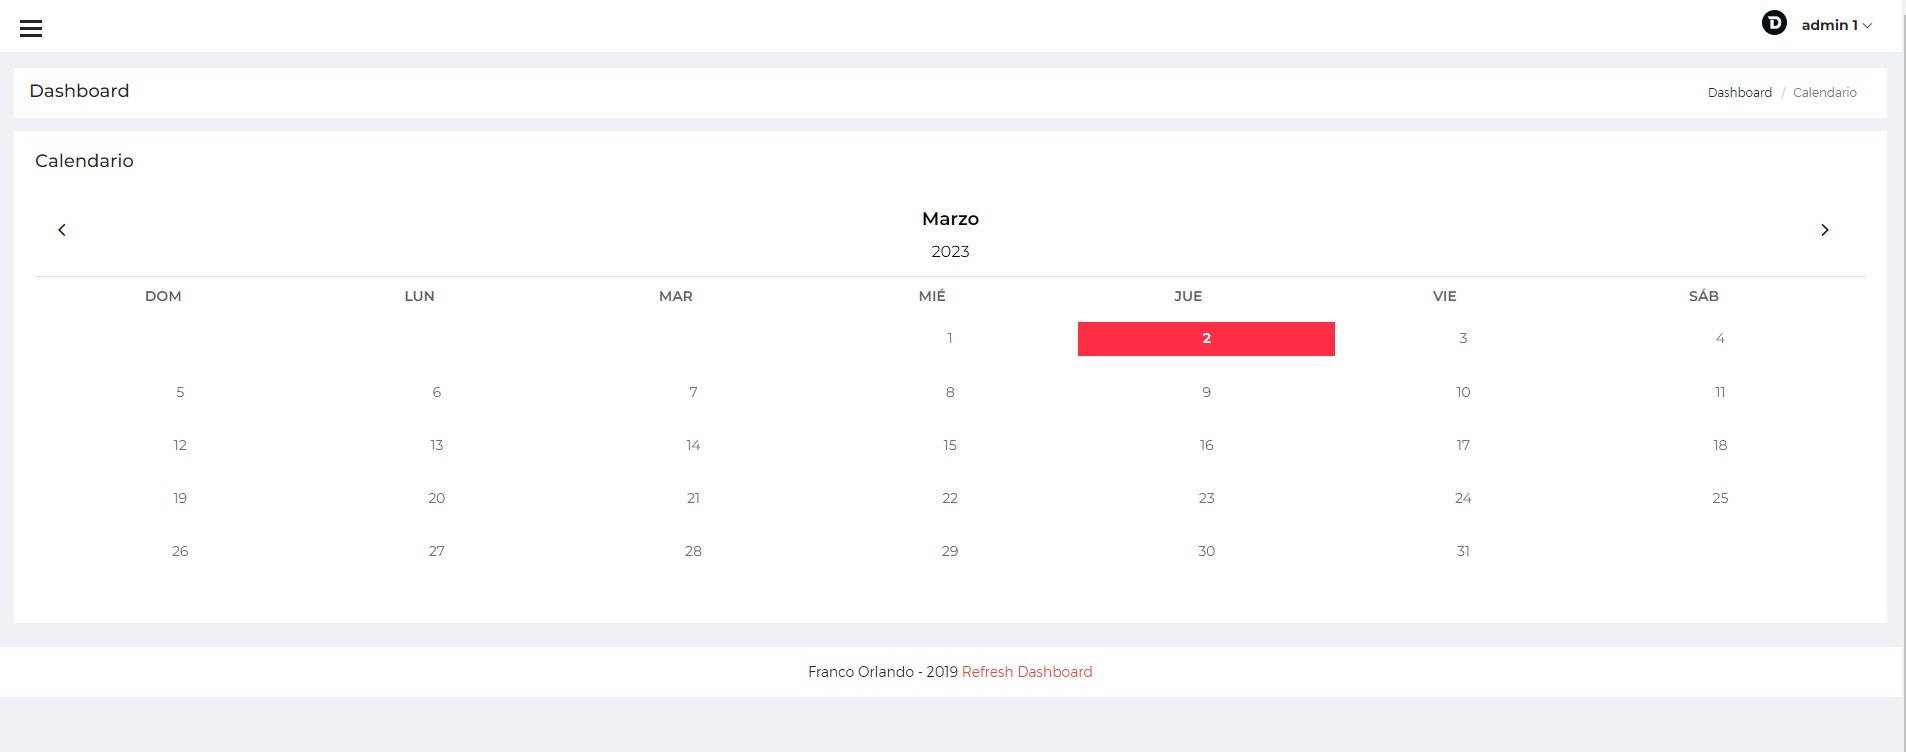 D admin 1
Dashboard Dashboard / Calendario
Calendario
Marzo
2023
DOM LUN MAR MIÉ JUE VIE SÁB
1 2 3 4
5 6 7 8 9 10 11
12 13 14 15 16 17 18
19 20 21 22 23 24 25
26 27 28 29 30 31
Franco Orlando - 2019 Refresh Dashboard